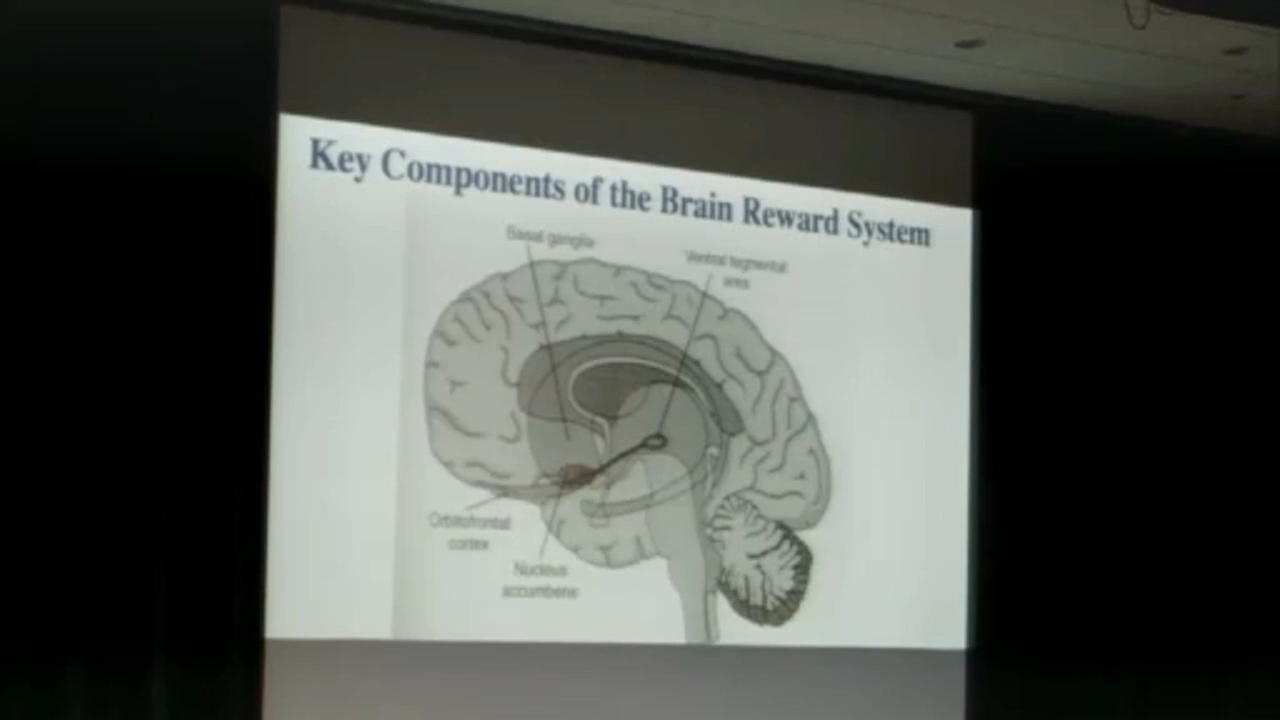 Key Components of the Brain Reward System
Basal ganglia
Ventral tegmental
area
Orbitofrontal
cortex
Nucleus
accumbens